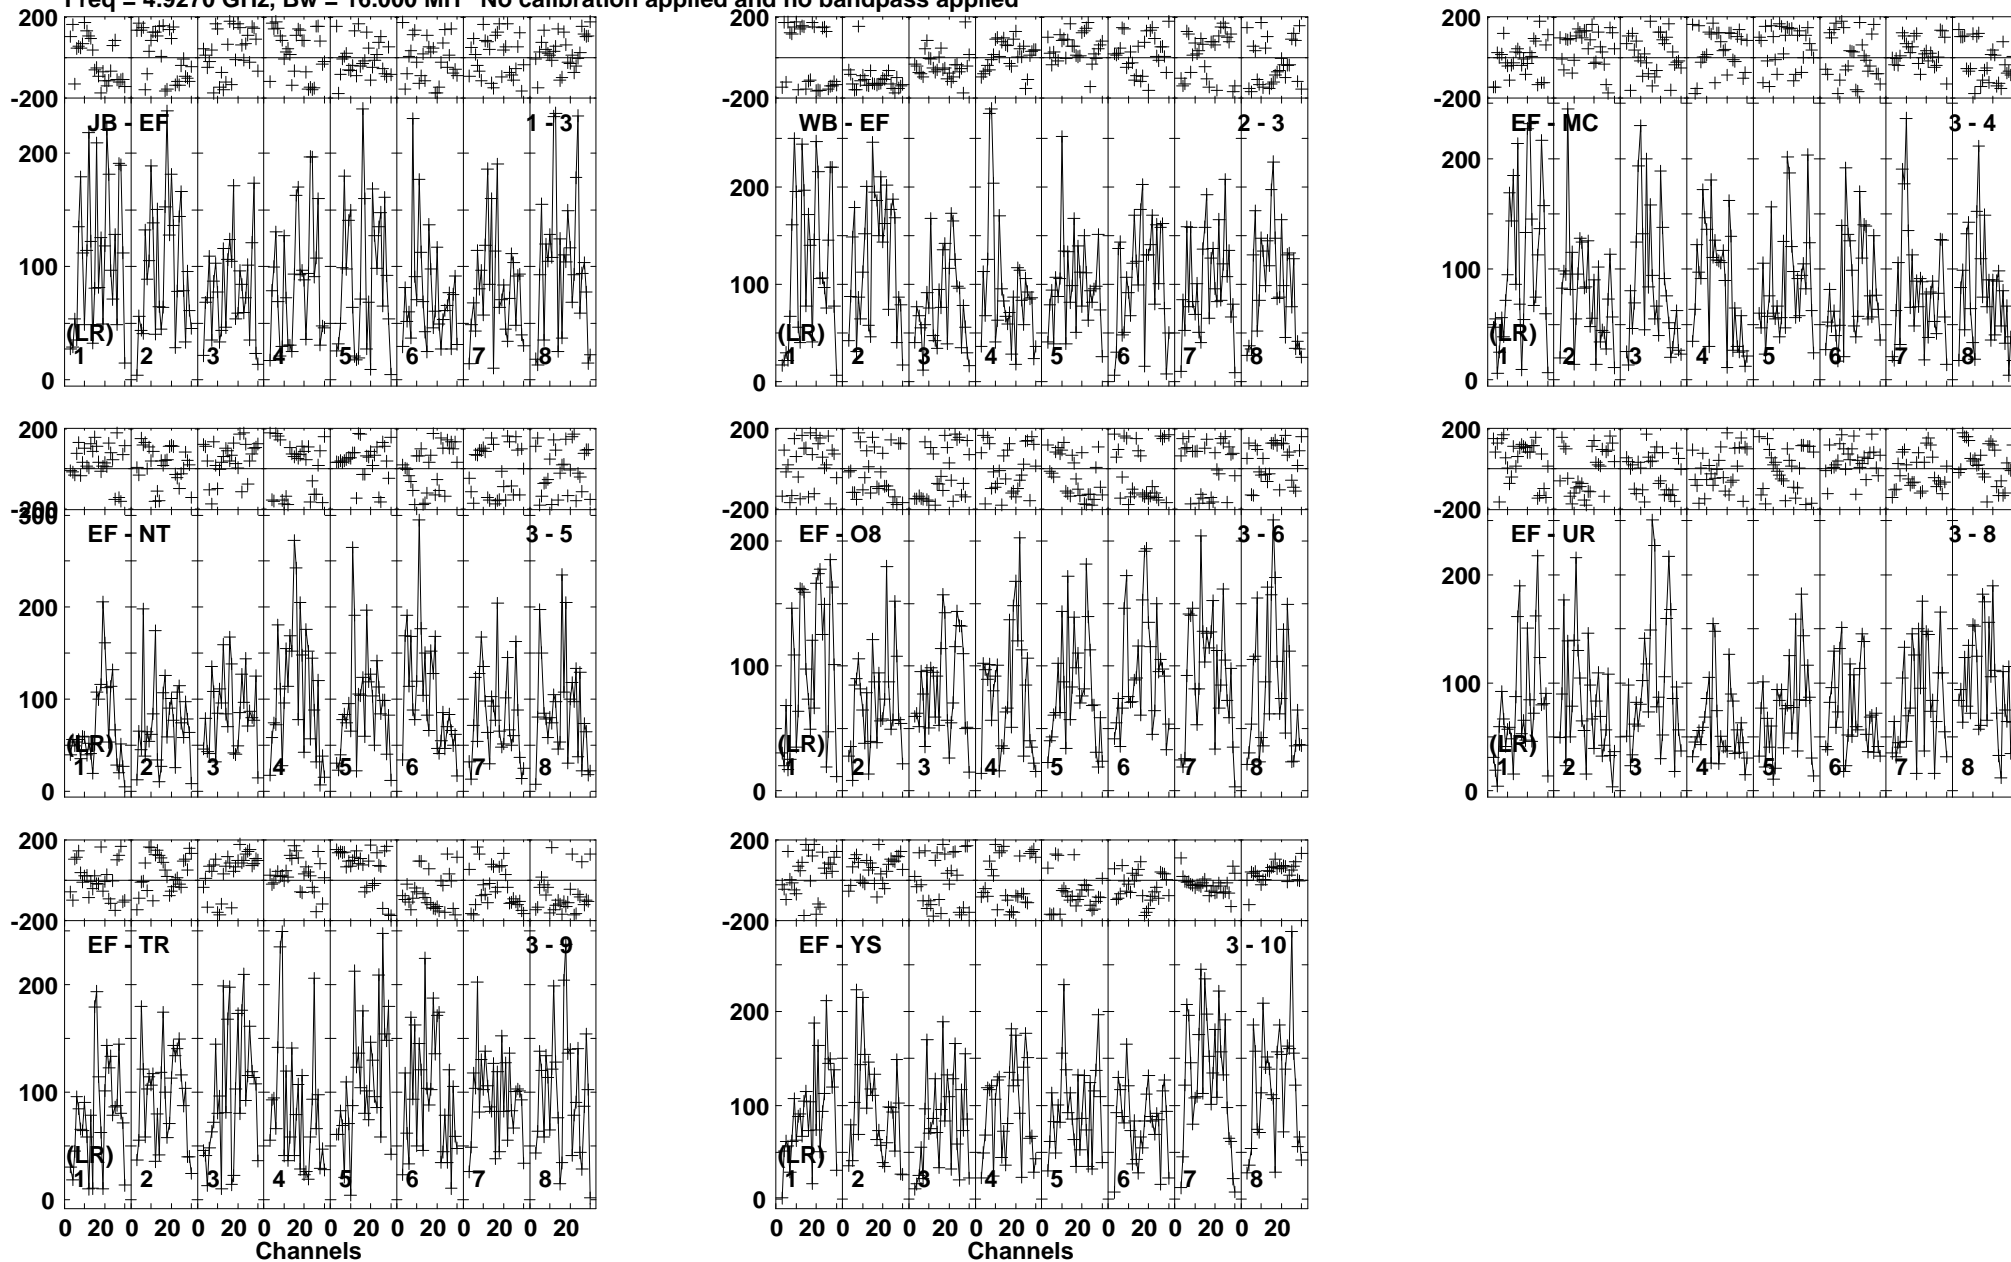 Freq = 4.9270 GHz, Bw = 16.000 MH No calibration applied and no bandpass applied
200 200 200
-200 -200 -200
JB - EF 1 - 3 WB - EF 2 - 3 EF - MC 3 - 4
200 200 200
100 100 100
(LR) (LR) (LR)
1 2 3 4 5 6 7 8 1 2 3 4 5 6 7 8 1 2 3 4 5 6 7 8
0 0 0
200 200 200
-200 -200 -200
300
EF - NT 3 - 5 EF - O8 3 - 6 EF - UR 3 - 8
200 200 200
100 100 100
(LR) (LR) (LR)
1 2 3 4 5 6 7 8 1 2 3 4 5 6 7 8 1 2 3 4 5 6 7 8
0 0 0
200 200
-200 -200
EF - TR 3 - 9 EF - YS 3 - 10
200 200
100 100
(LR) (LR)
1 2 3 4 5 6 7 8 1 2 3 4 5 6 7 8
0 0
0 20 0 20 0 20 0 20 0 20 0 20 0 20 0 20 0 20 0 20 0 20 0 20 0 20 0 20 0 20 0 20
Channels Channels